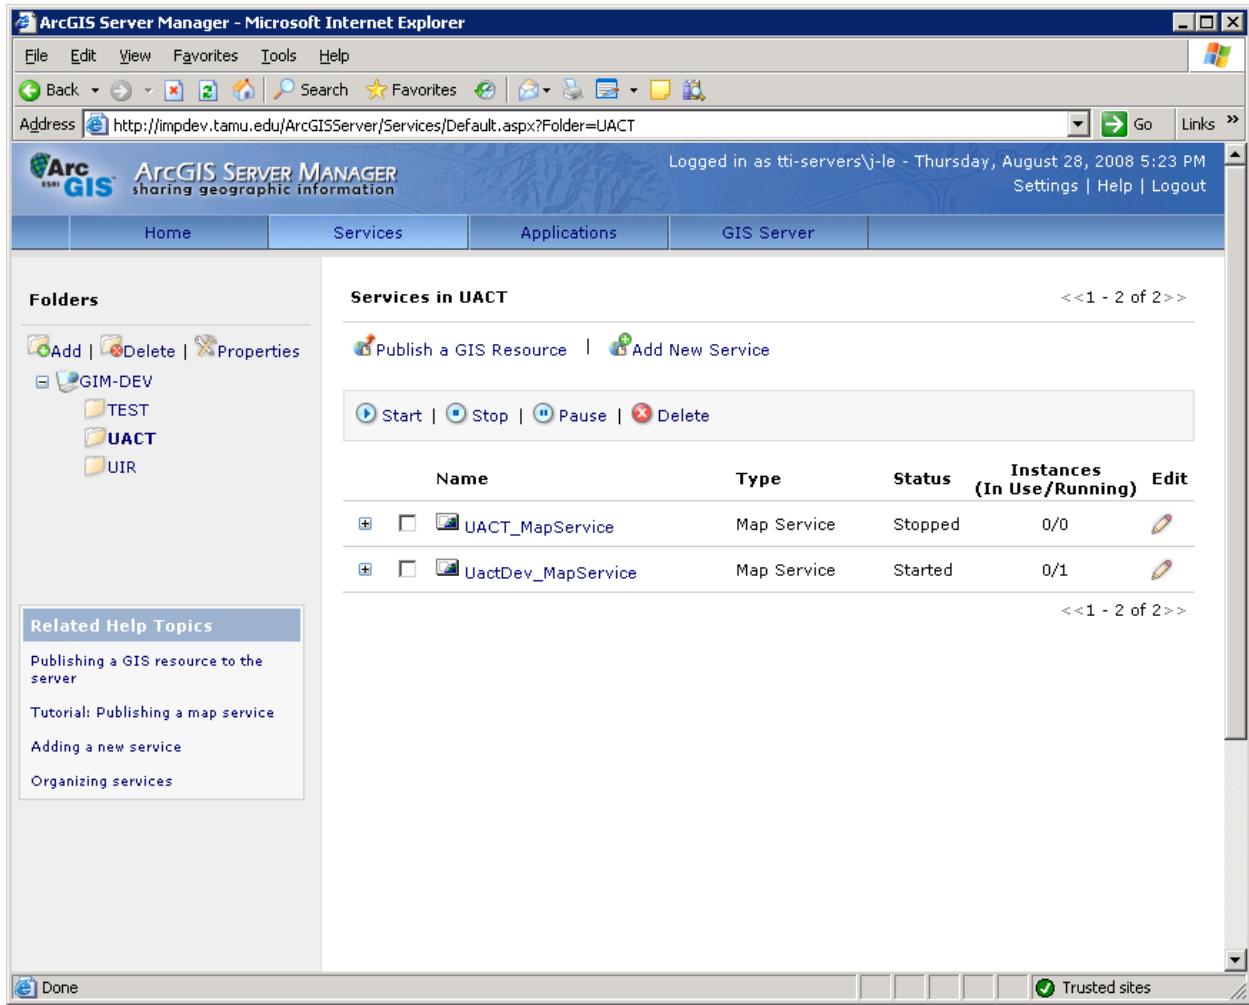 ArcGIS Server Manager - Microsoft Internet Explorer
File Edit View Favorites Tools Help
Back Search Favorites
Address http://impdev.tamu.edu/ArcGISServer/Services/Default.aspx?Folder=UACT Go Links »
Arc GIS ESRI
ArcGIS Server Manager
sharing geographic information
Logged in as tti-servers\j-le - Thursday, August 28, 2008 5:23 PM
Settings | Help | Logout
Home Services Applications GIS Server
Folders
Add | Delete | Properties
GIM-DEV
TEST
UACT
UIR
Related Help Topics
Publishing a GIS resource to the
server
Tutorial: Publishing a map service
Adding a new service
Organizing services
Services in UACT <<1 - 2 of 2>>
Publish a GIS Resource | Add New Service
Start | Stop | Pause | Delete
Name Type Status Instances (In Use/Running) Edit
UACT_MapService Map Service Stopped 0/0
UactDev_MapService Map Service Started 0/1
<<1 - 2 of 2>>
Done Trusted sites